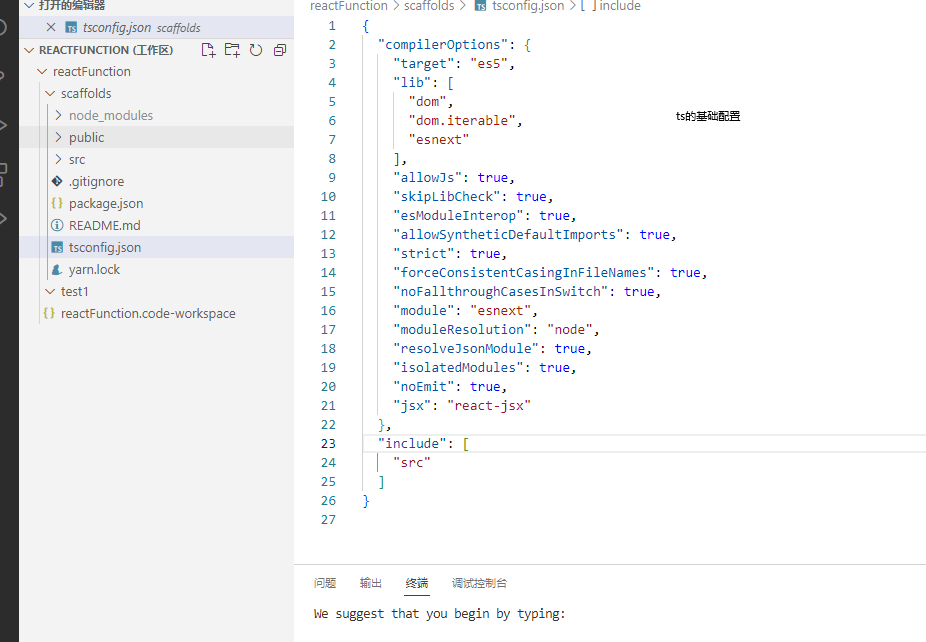 打开的编辑器
tsconfig.json scaffolds
REACTFUNCTION (工作区)
reactFunction
scaffolds
node_modules
public
src
.gitignore
package.json
README.md
tsconfig.json
yarn.lock
test1
reactFunction.code-workspace
reactFunction > scaffolds > tsconfig.json > [ ] include
1 {
2 "compilerOptions": {
3 "target": "es5",
4 "lib": [
5 "dom",
6 "dom.iterable",
7 "esnext"
8 ],
9 "allowJs": true,
10 "skipLibCheck": true,
11 "esModuleInterop": true,
12 "allowSyntheticDefaultImports": true,
13 "strict": true,
14 "forceConsistentCasingInFileNames": true,
15 "noFallthroughCasesInSwitch": true,
16 "module": "esnext",
17 "moduleResolution": "node",
18 "resolveJsonModule": true,
19 "isolatedModules": true,
20 "noEmit": true,
21 "jsx": "react-jsx"
22 },
23 "include": [
24 "src"
25 ]
26 }
27
ts的基础配置
问题 输出 终端 调试控制台
We suggest that you begin by typing: